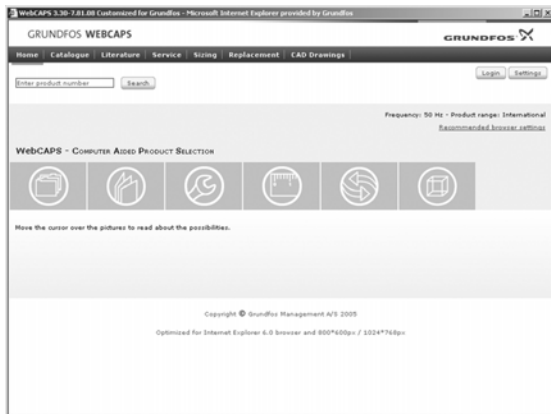 WebCAPS 3.30-7.01.00 Customized for Grundfos - Microsoft Internet Explorer provided by Grundfos
GRUNDFOS WEBCAPS
GRUNDFOS
Home Catalogue Literature Service Sizing Replacement CAD Drawings
Login Settings
Enter product number Search
Frequency: 50 Hz - Product range: International
Recommended browser settings
WebCAPS - Computer Aided Product Selection
Move the cursor over the pictures to read about the possibilities.
Copyright © Grundfos Management A/S 2005
Optimized for Internet Explorer 6.0 browser and 800*600px / 1024*768px